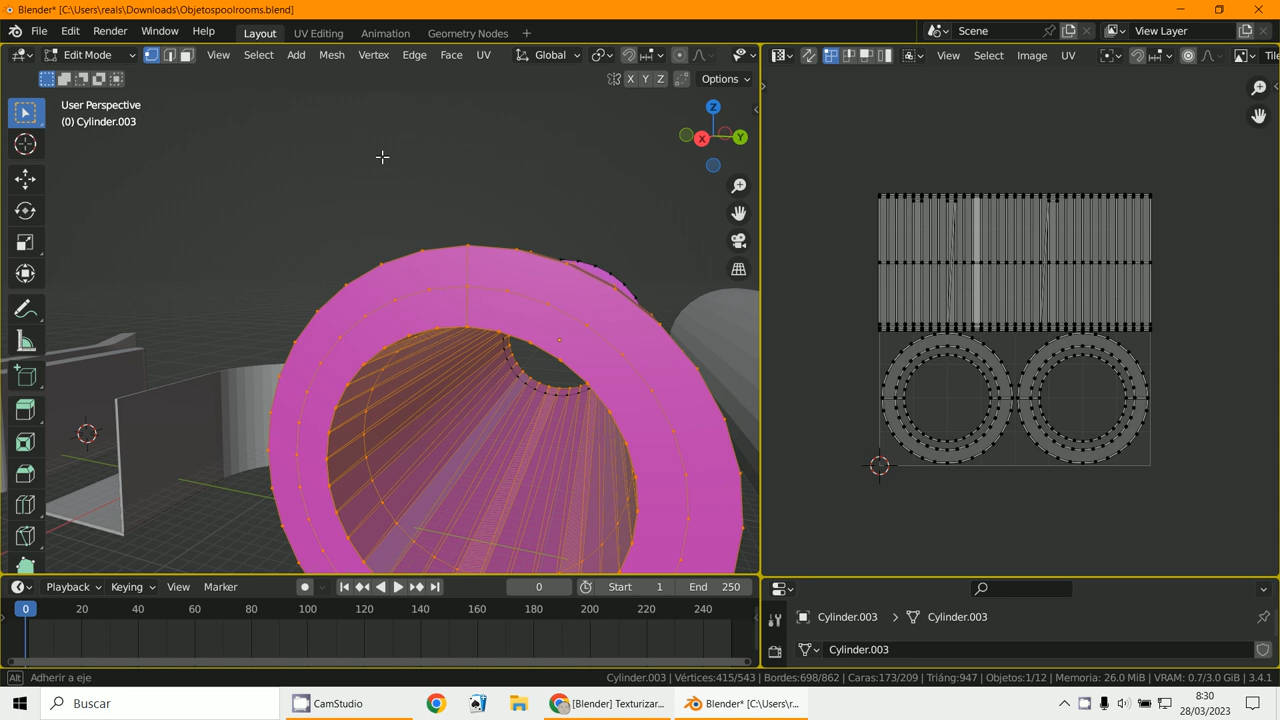 Blender* [C:\Users\reals\Downloads\Objetospoolrooms.blend]
File Edit Render Window Help Layout UV Editing Animation Geometry Nodes + Scene View Layer
Edit Mode View Select Add Mesh Vertex Edge Face UV Global View Select Image UV
X Y Z Options
User Perspective
(0) Cylinder.003
Z
X Y
Playback Keying View Marker 0 Start 1 End 250
0 20 40 60 80 100 120 140 160 180 200 220 240
Cylinder.003 > Cylinder.003
Cylinder.003
Alt Adherir a eje Cylinder.003 | Vértices:415/543 | Bordes:698/862 | Caras:173/209 | Triáng:947 | Objetos:1/12 | Memoria: 26.0 MiB | VRAM: 0.7/3.0 GiB | 3.4.1
Buscar CamStudio [Blender] Texturizar... Blender* [C:\Users\r... 8:30
28/03/2023